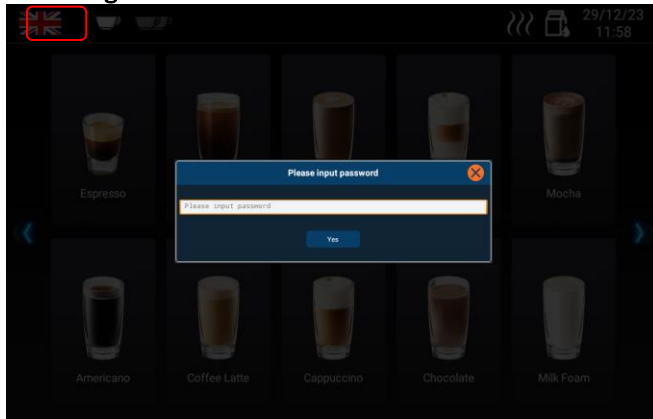 29/12/23
11:58
Please input password
Please input password
Yes
Espresso
Mocha
Americano
Coffee Latte
Cappuccino
Chocolate
Milk Foam